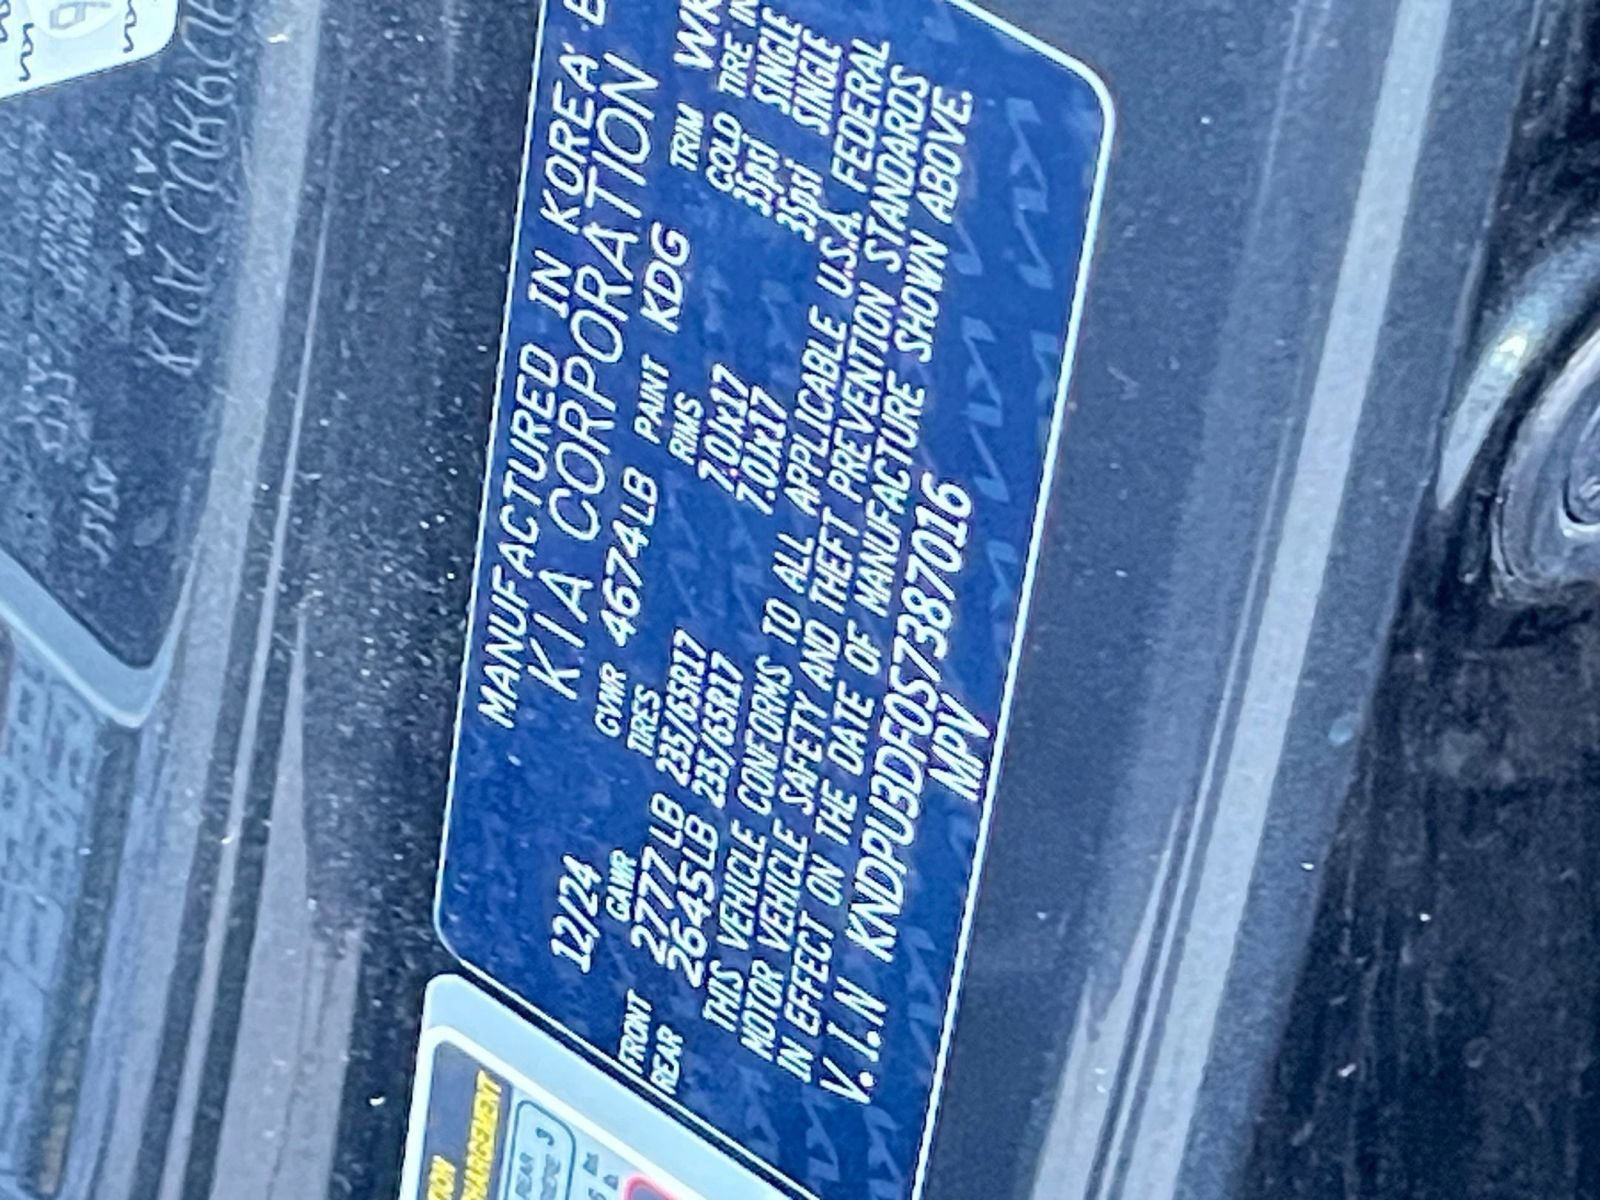 MANUFACTURED IN KOREA B
KIA CORPORATION
12/24 GVWR 4674LB PAINT KDG TRIM WK
GAWR TIRES RIMS COLD TIRE IN
FRONT 2777LB 235/65R17 7.0Jx17 35psi SINGLE
REAR 2645LB 235/65R17 7.0Jx17 35psi SINGLE
THIS VEHICLE CONFORMS TO ALL APPLICABLE U.S.A. FEDERAL
MOTOR VEHICLE SAFETY AND THEFT PREVENTION STANDARDS
IN EFFECT ON THE DATE OF MANUFACTURE SHOWN ABOVE.
V.I.N KNDPU3DF0S7387016
MPV